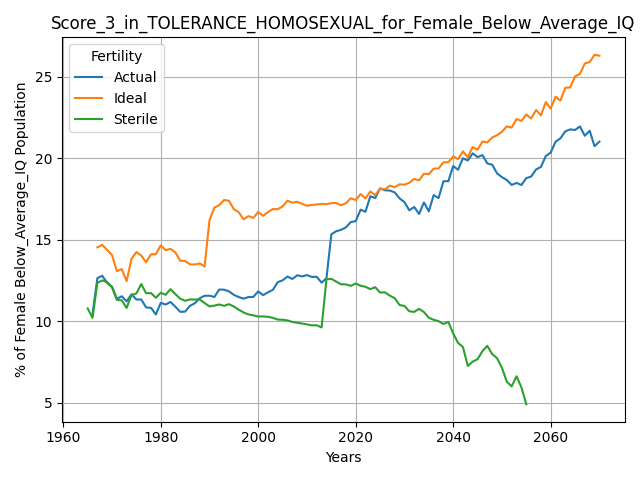 Score_3_in_TOLERANCE_HOMOSEXUAL_for_Female_Below_Average_IQ
Fertility
Actual
Ideal
Sterile
% of Female Below_Average_IQ Population
25
20
15
10
5
1960
1980
2000
2020
2040
2060
Years